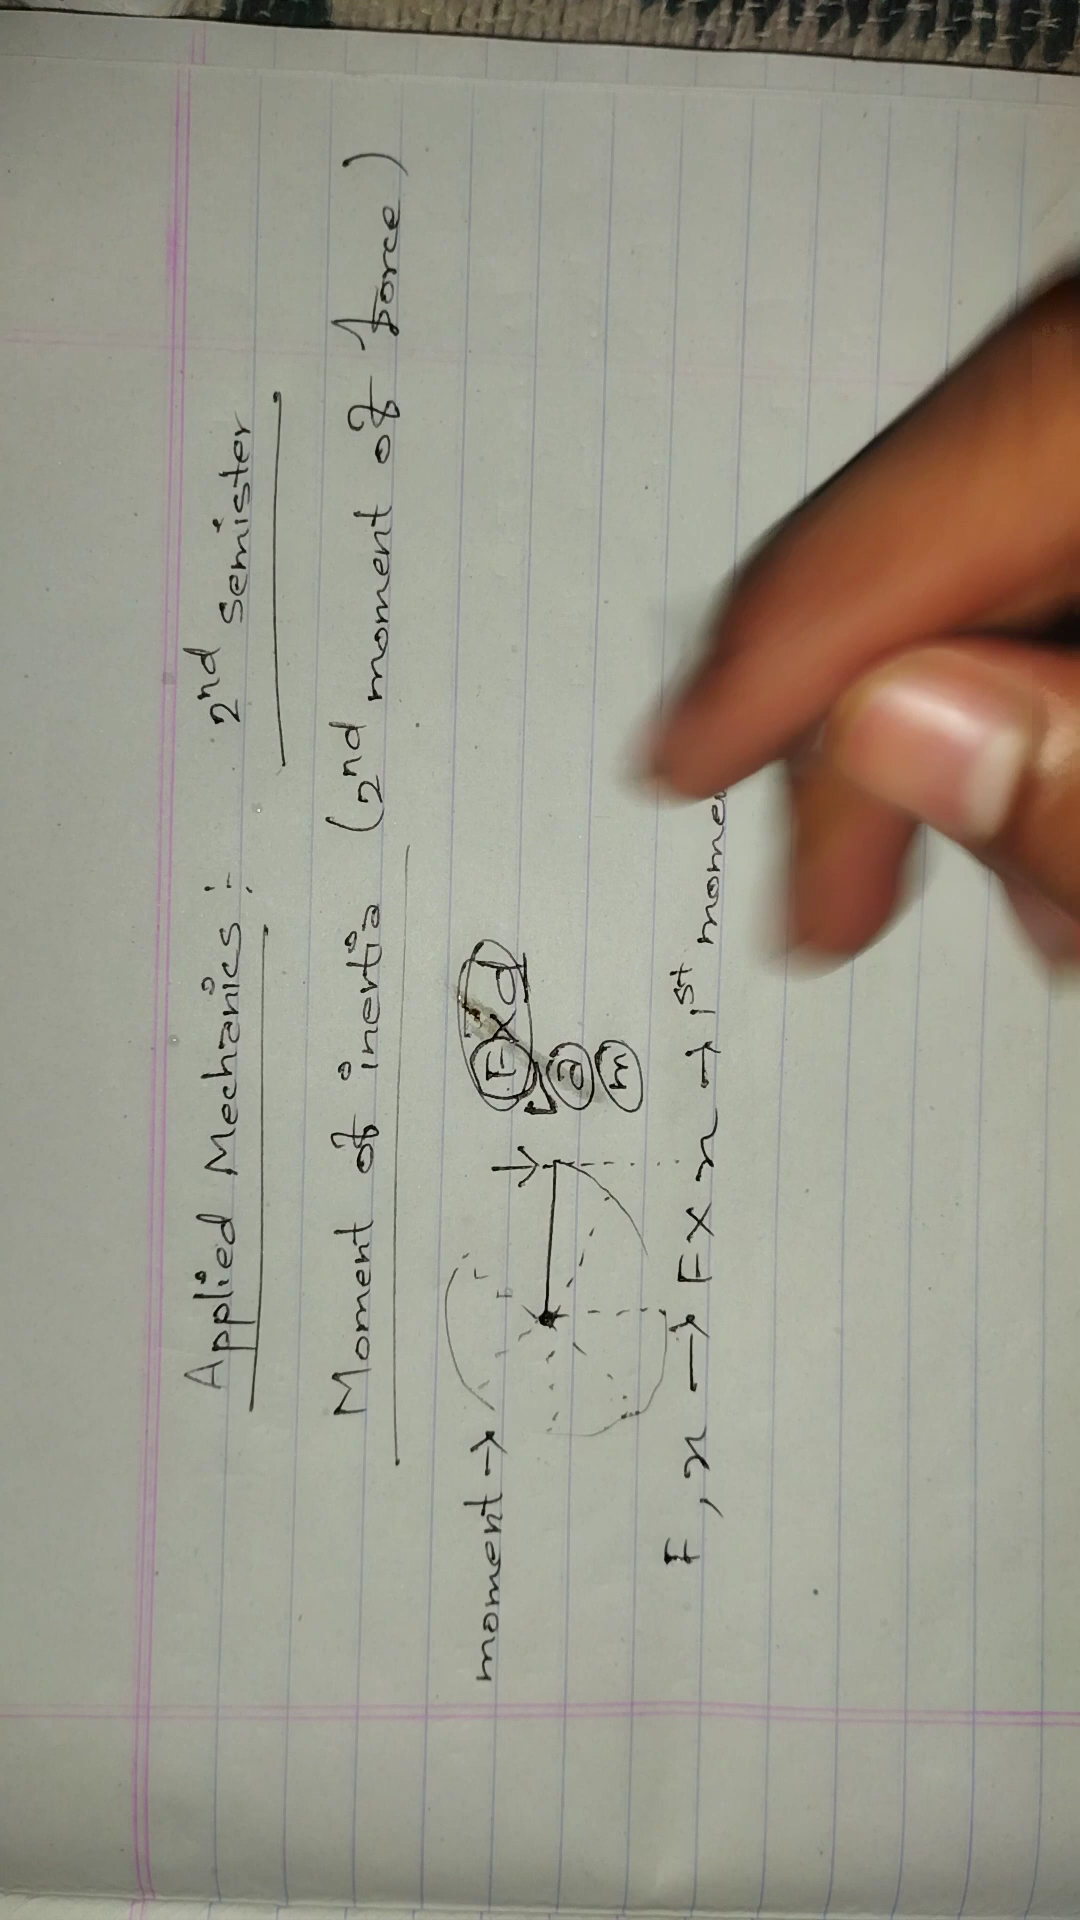 Applied Mechanics :- 2nd semister
Moment of inertia (2nd moment of force)
moment → F×d
a
m
F, x → F × x → 1st